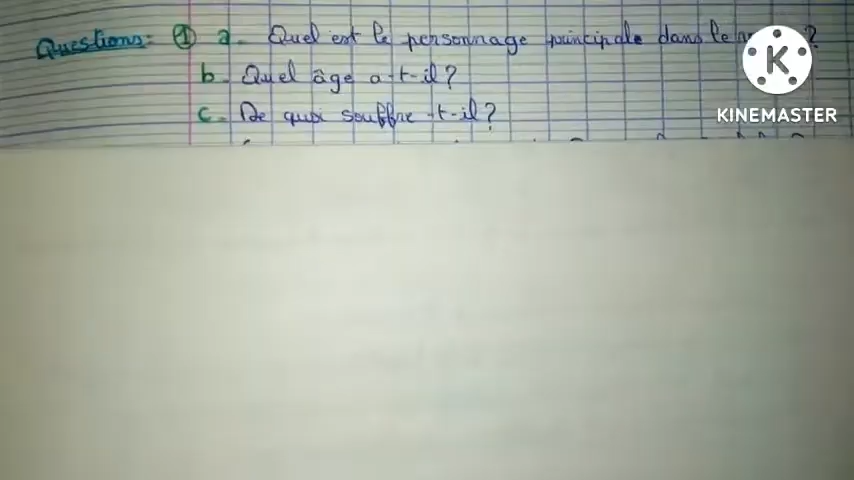 Questions: ① a- Quel est le personnage principale dans le ?
b- Quel âge a-t-il?
c- De quoi souffre-t-il?
K
KINEMASTER